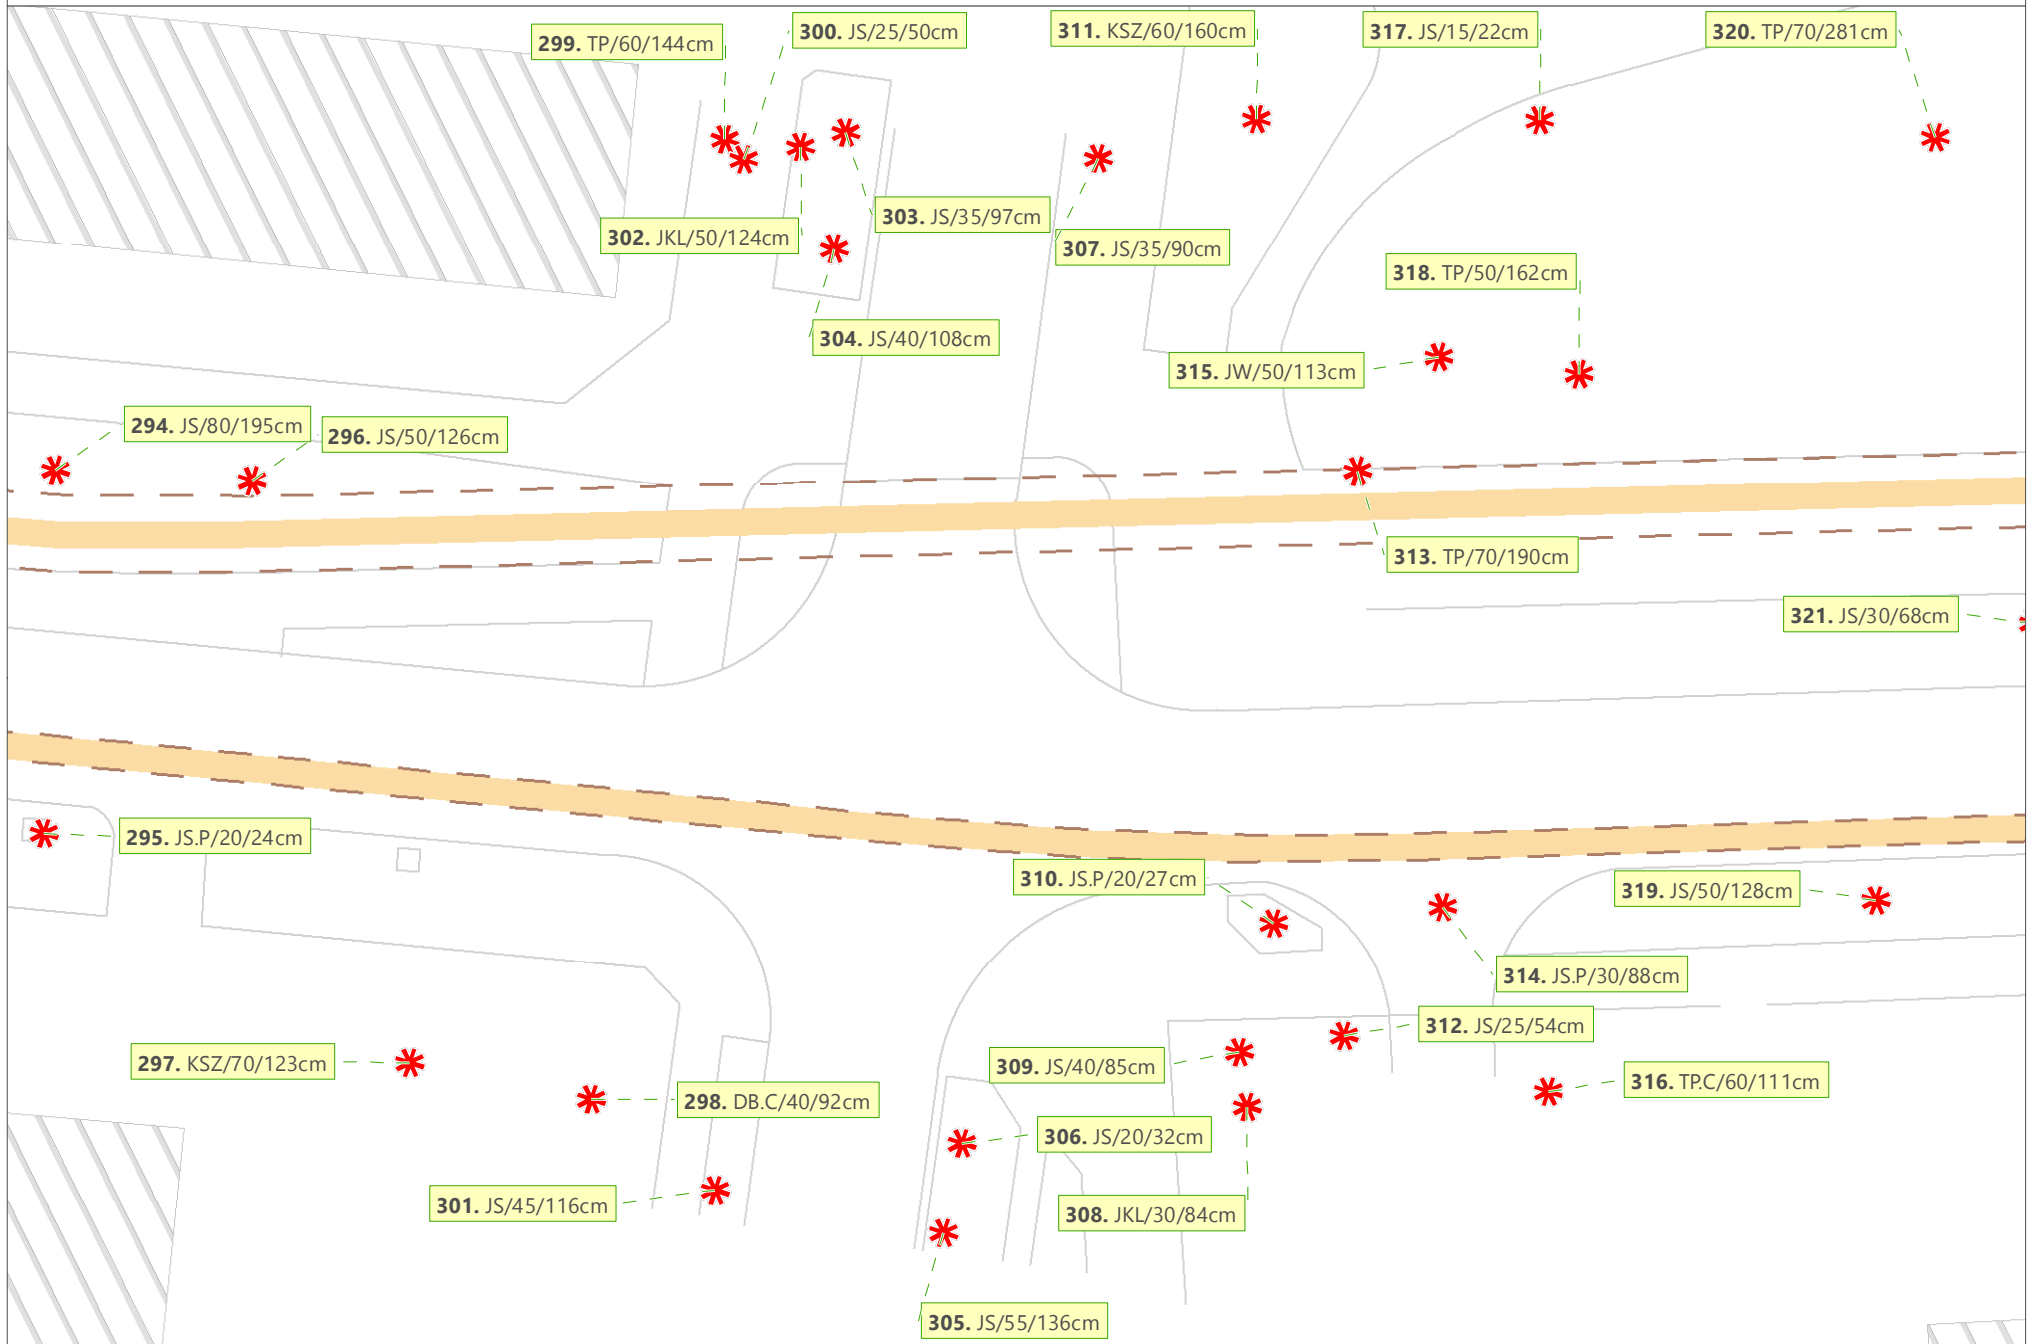 299. TP/60/144cm
300. JS/25/50cm
311. KSZ/60/160cm
317. JS/15/22cm
320. TP/70/281cm
302. JKL/50/124cm
303. JS/35/97cm
307. JS/35/90cm
318. TP/50/162cm
304. JS/40/108cm
315. JW/50/113cm
294. JS/80/195cm
296. JS/50/126cm
313. TP/70/190cm
321. JS/30/68cm
295. JS.P/20/24cm
310. JS.P/20/27cm
319. JS/50/128cm
314. JS.P/30/88cm
312. JS/25/54cm
297. KSZ/70/123cm
309. JS/40/85cm
316. TP.C/60/111cm
298. DB.C/40/92cm
306. JS/20/32cm
301. JS/45/116cm
308. JKL/30/84cm
305. JS/55/136cm